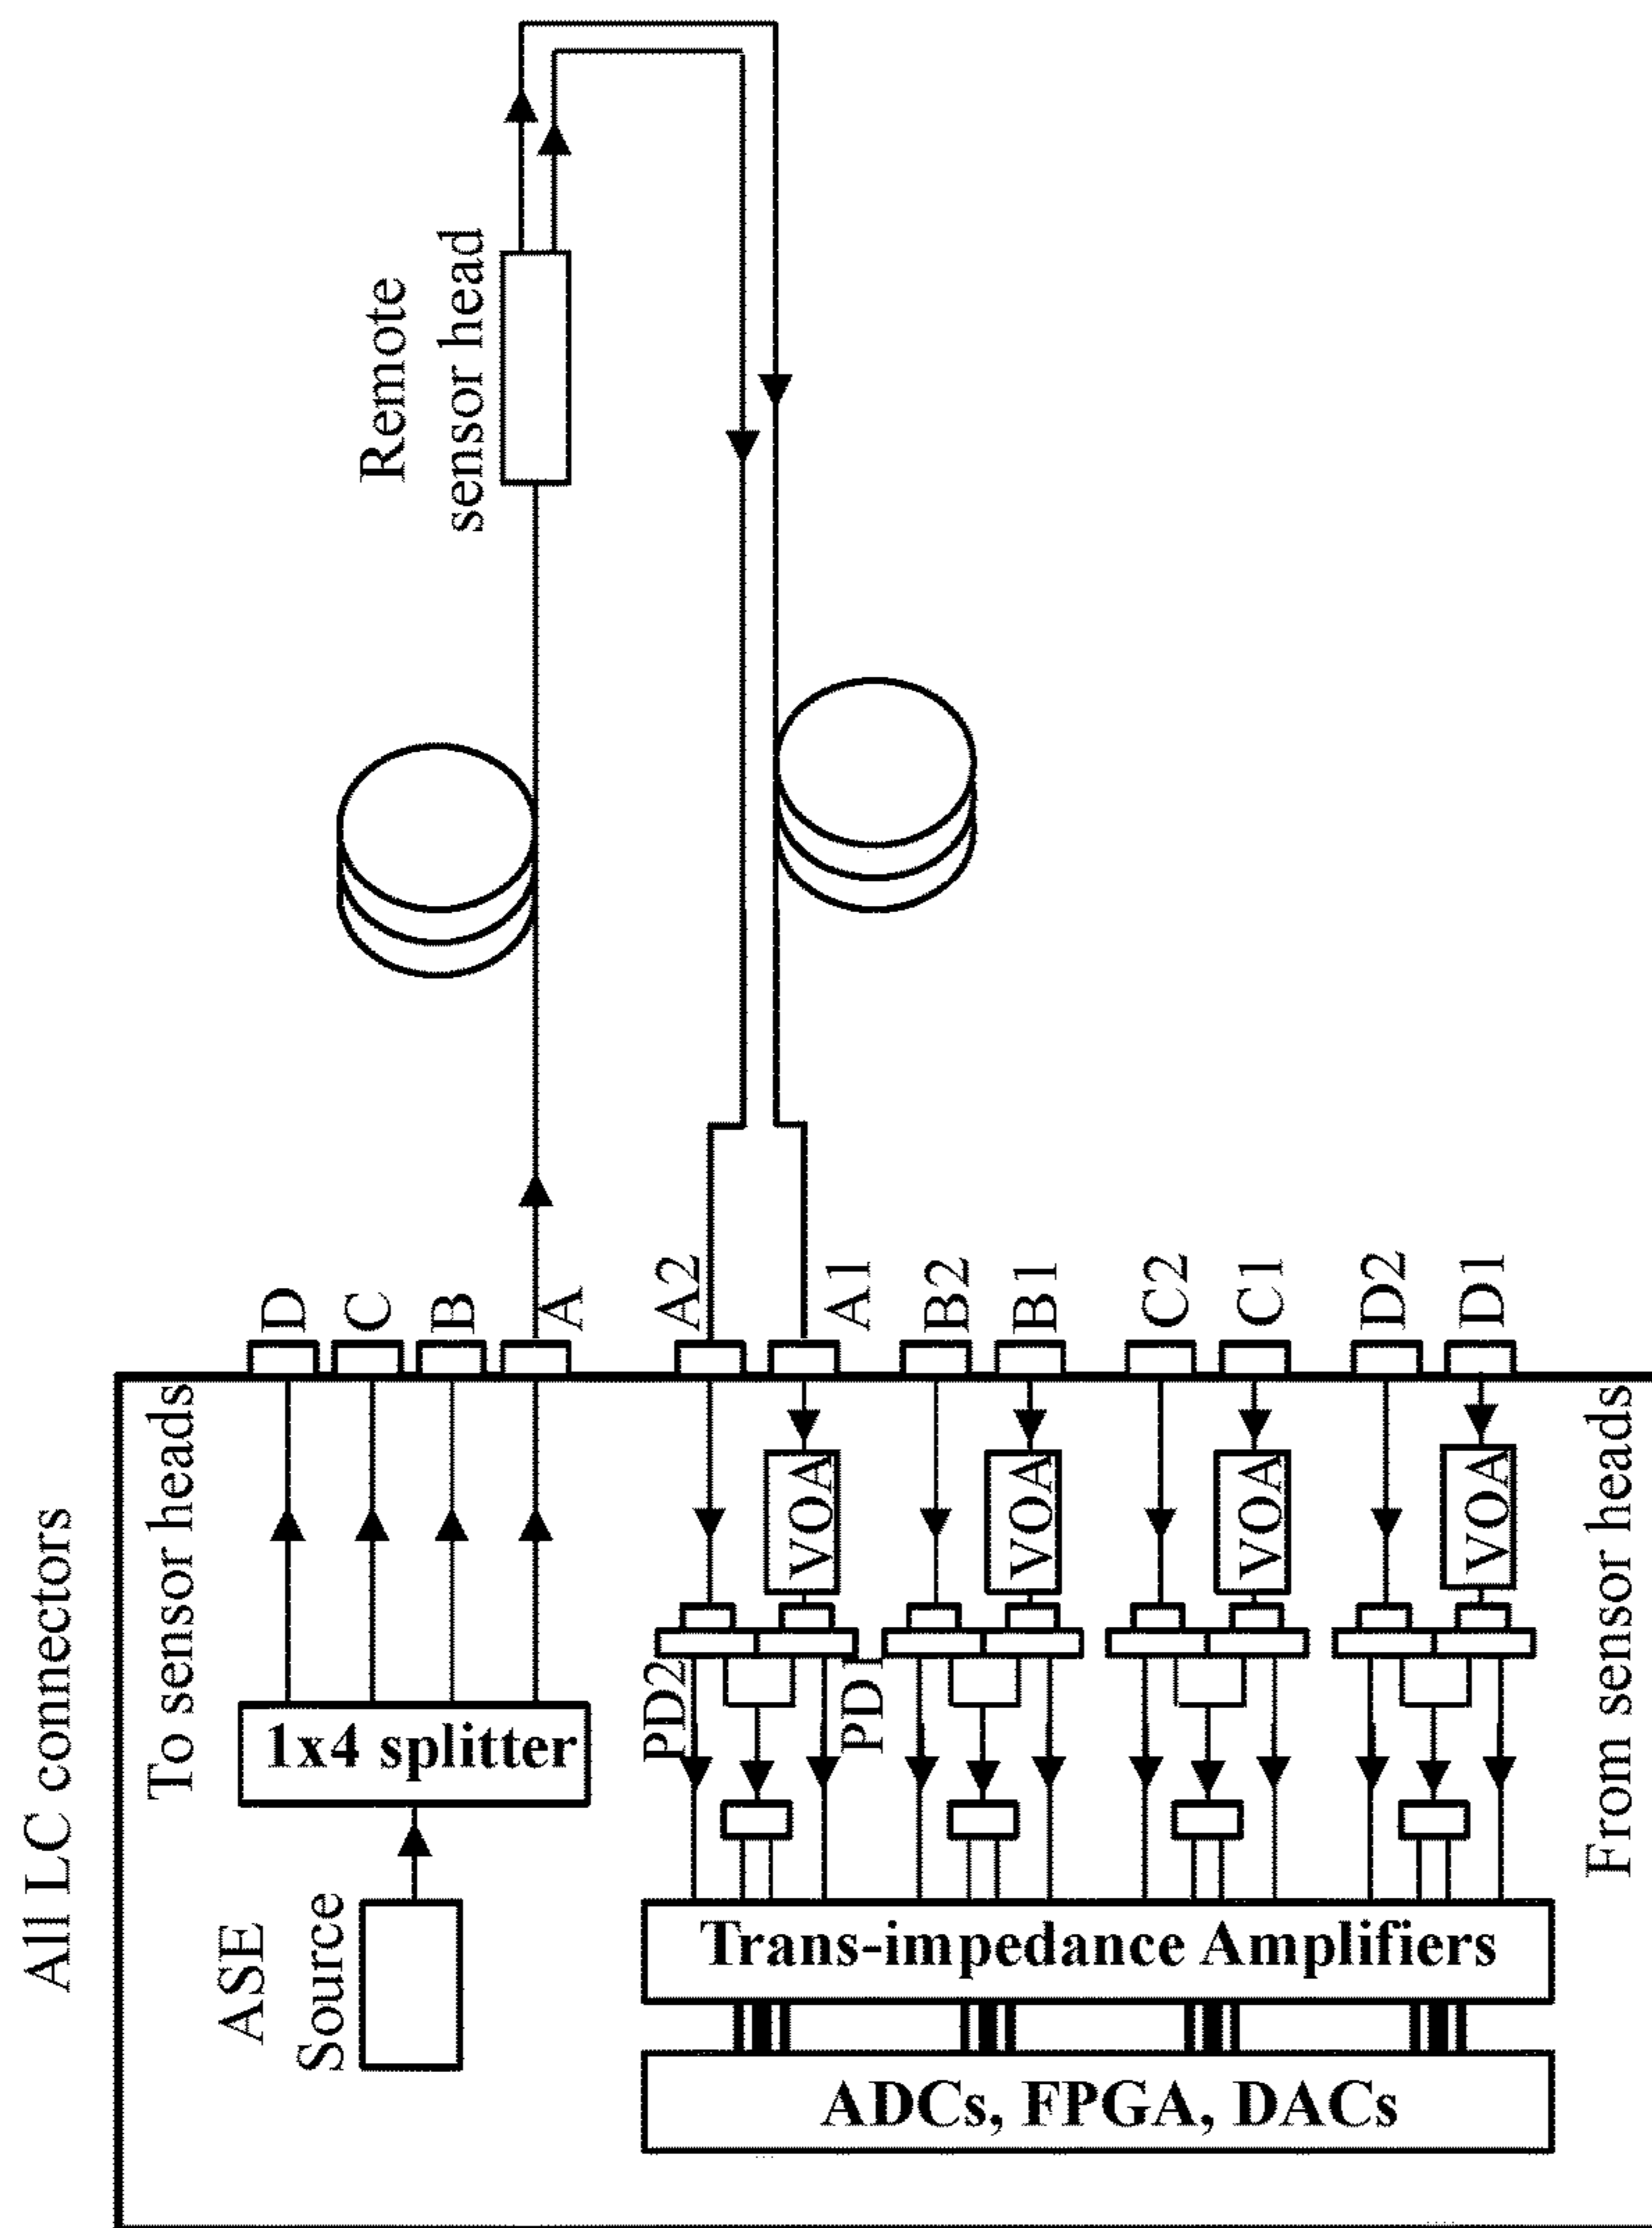 Remote
sensor head
D
C
B
A
A2
A1
B2
B1
C2
C1
D2
D1
All LC connectors
To sensor heads
From sensor heads
VOA
VOA
VOA
VOA
PD2
PD1
1x4 splitter
ASE
Source
Trans-impedance Amplifiers
ADCs, FPGA, DACs